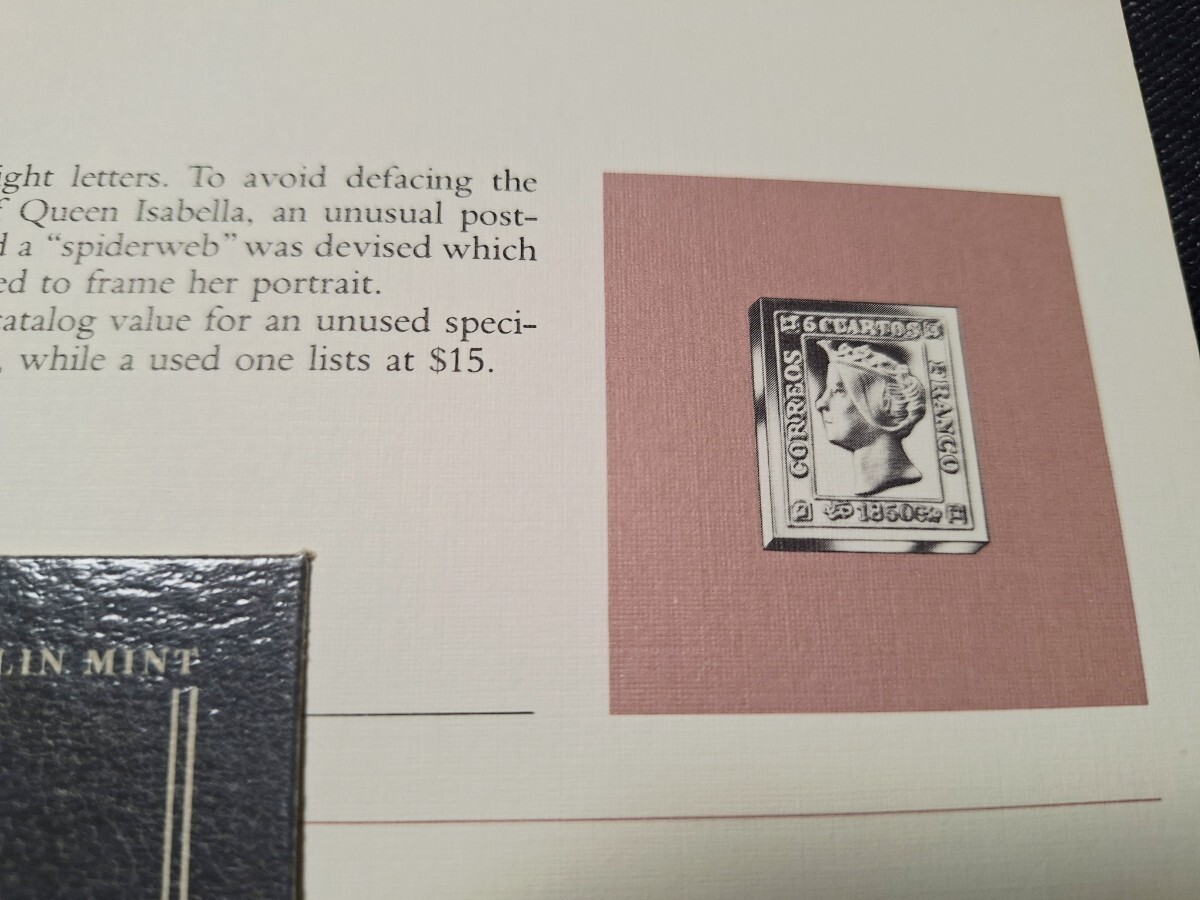 ight letters. To avoid defacing the
f Queen Isabella, an unusual post-
d a “spiderweb” was devised which
ed to frame her portrait.
catalog value for an unused speci-
, while a used one lists at $15.
6 CUARTOS
CORREOS
FRANCO
1850
LIN MINT